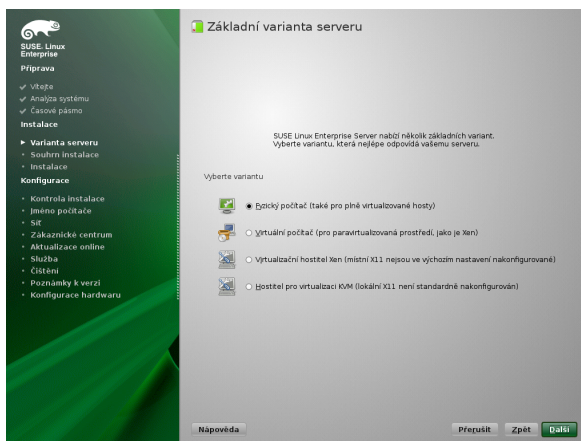 SUSE. Linux
Enterprise
Příprava
Vítejte
Analýza systému
Časové pásmo
Instalace
Varianta serveru
Souhrn instalace
Instalace
Konfigurace
Kontrola instalace
Jméno počítače
Síť
Zákaznické centrum
Aktualizace online
Služba
Čištění
Poznámky k verzi
Konfigurace hardwaru
Základní varianta serveru
SUSE Linux Enterprise Server nabízí několik základních variant.
Vyberte variantu, která nejlépe odpovídá vašemu serveru.
Vyberte variantu
Fyzický počítač (také pro plně virtualizované hosty)
Virtuální počítač (pro paravirtualizovaná prostředí, jako je Xen)
Virtualizační hostitel Xen (místní X11 nejsou ve výchozím nastavení nakonfigurované)
Hostitel pro virtualizaci KVM (lokální X11 není standardně nakonfigurován)
Nápověda
Přerušit
Zpět
Další